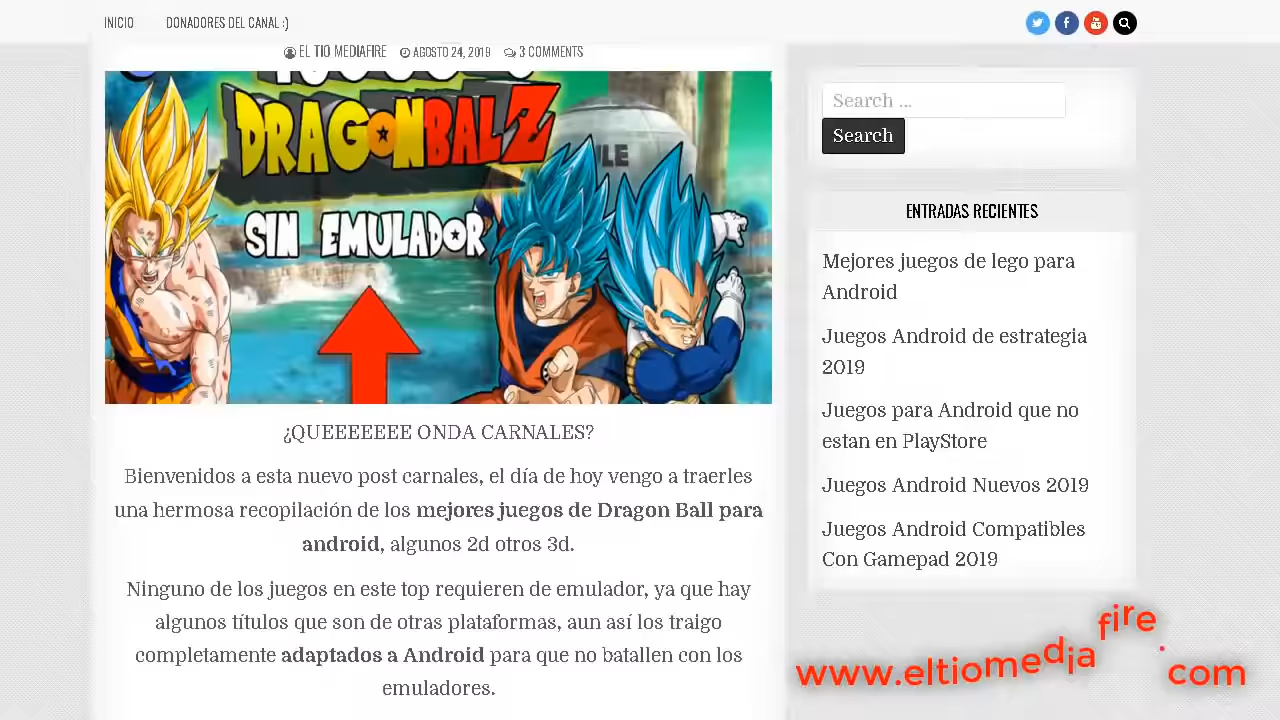 INICIO
DONADORES DEL CANAL :)
EL TIO MEDIAFIRE
AGOSTO 24, 2019
3 COMMENTS
DRAGON BALL Z
SIN EMULADOR
¿QUEEEEEEE ONDA CARNALES?
Bienvenidos a esta nuevo post carnales, el día de hoy vengo a traerles
una hermosa recopilación de los mejores juegos de Dragon Ball para
android, algunos 2d otros 3d.
Ninguno de los juegos en este top requieren de emulador, ya que hay
algunos títulos que son de otras plataformas, aun así los traigo
completamente adaptados a Android para que no batallen con los
emuladores.
Search ...
Search
ENTRADAS RECIENTES
Mejores juegos de lego para
Android
Juegos Android de estrategia
2019
Juegos para Android que no
estan en PlayStore
Juegos Android Nuevos 2019
Juegos Android Compatibles
Con Gamepad 2019
www.eltiomediafire.com